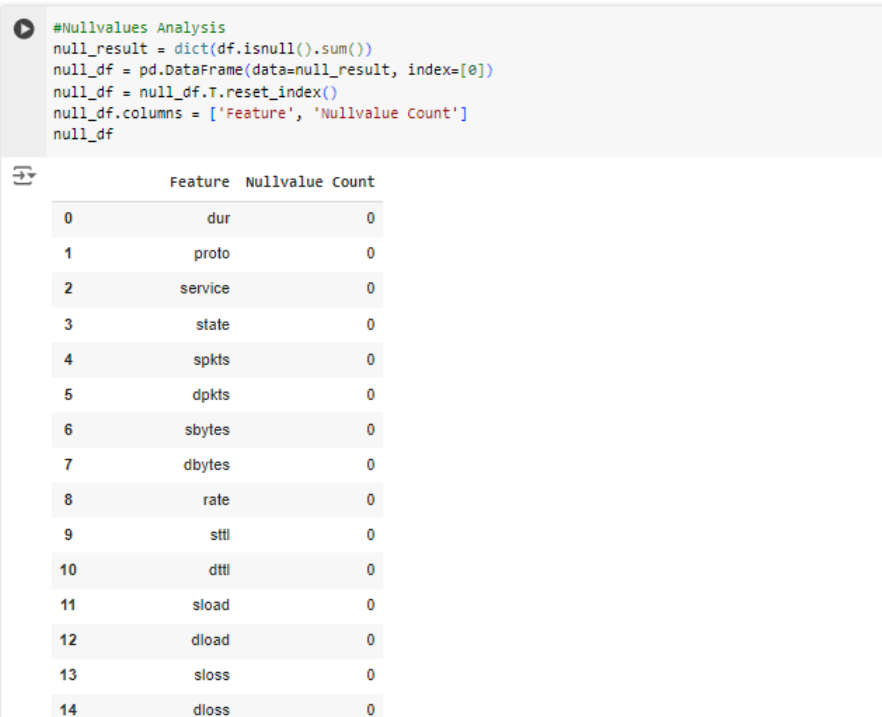 #Nullvalues Analysis
null_result = dict(df.isnull().sum())
null_df = pd.DataFrame(data=null_result, index=[0])
null_df = null_df.T.reset_index()
null_df.columns = ['Feature', 'Nullvalue Count']
null_df
Feature Nullvalue Count
0 dur 0
1 proto 0
2 service 0
3 state 0
4 spkts 0
5 dpkts 0
6 sbytes 0
7 dbytes 0
8 rate 0
9 sttl 0
10 dttl 0
11 sload 0
12 dload 0
13 sloss 0
14 dloss 0